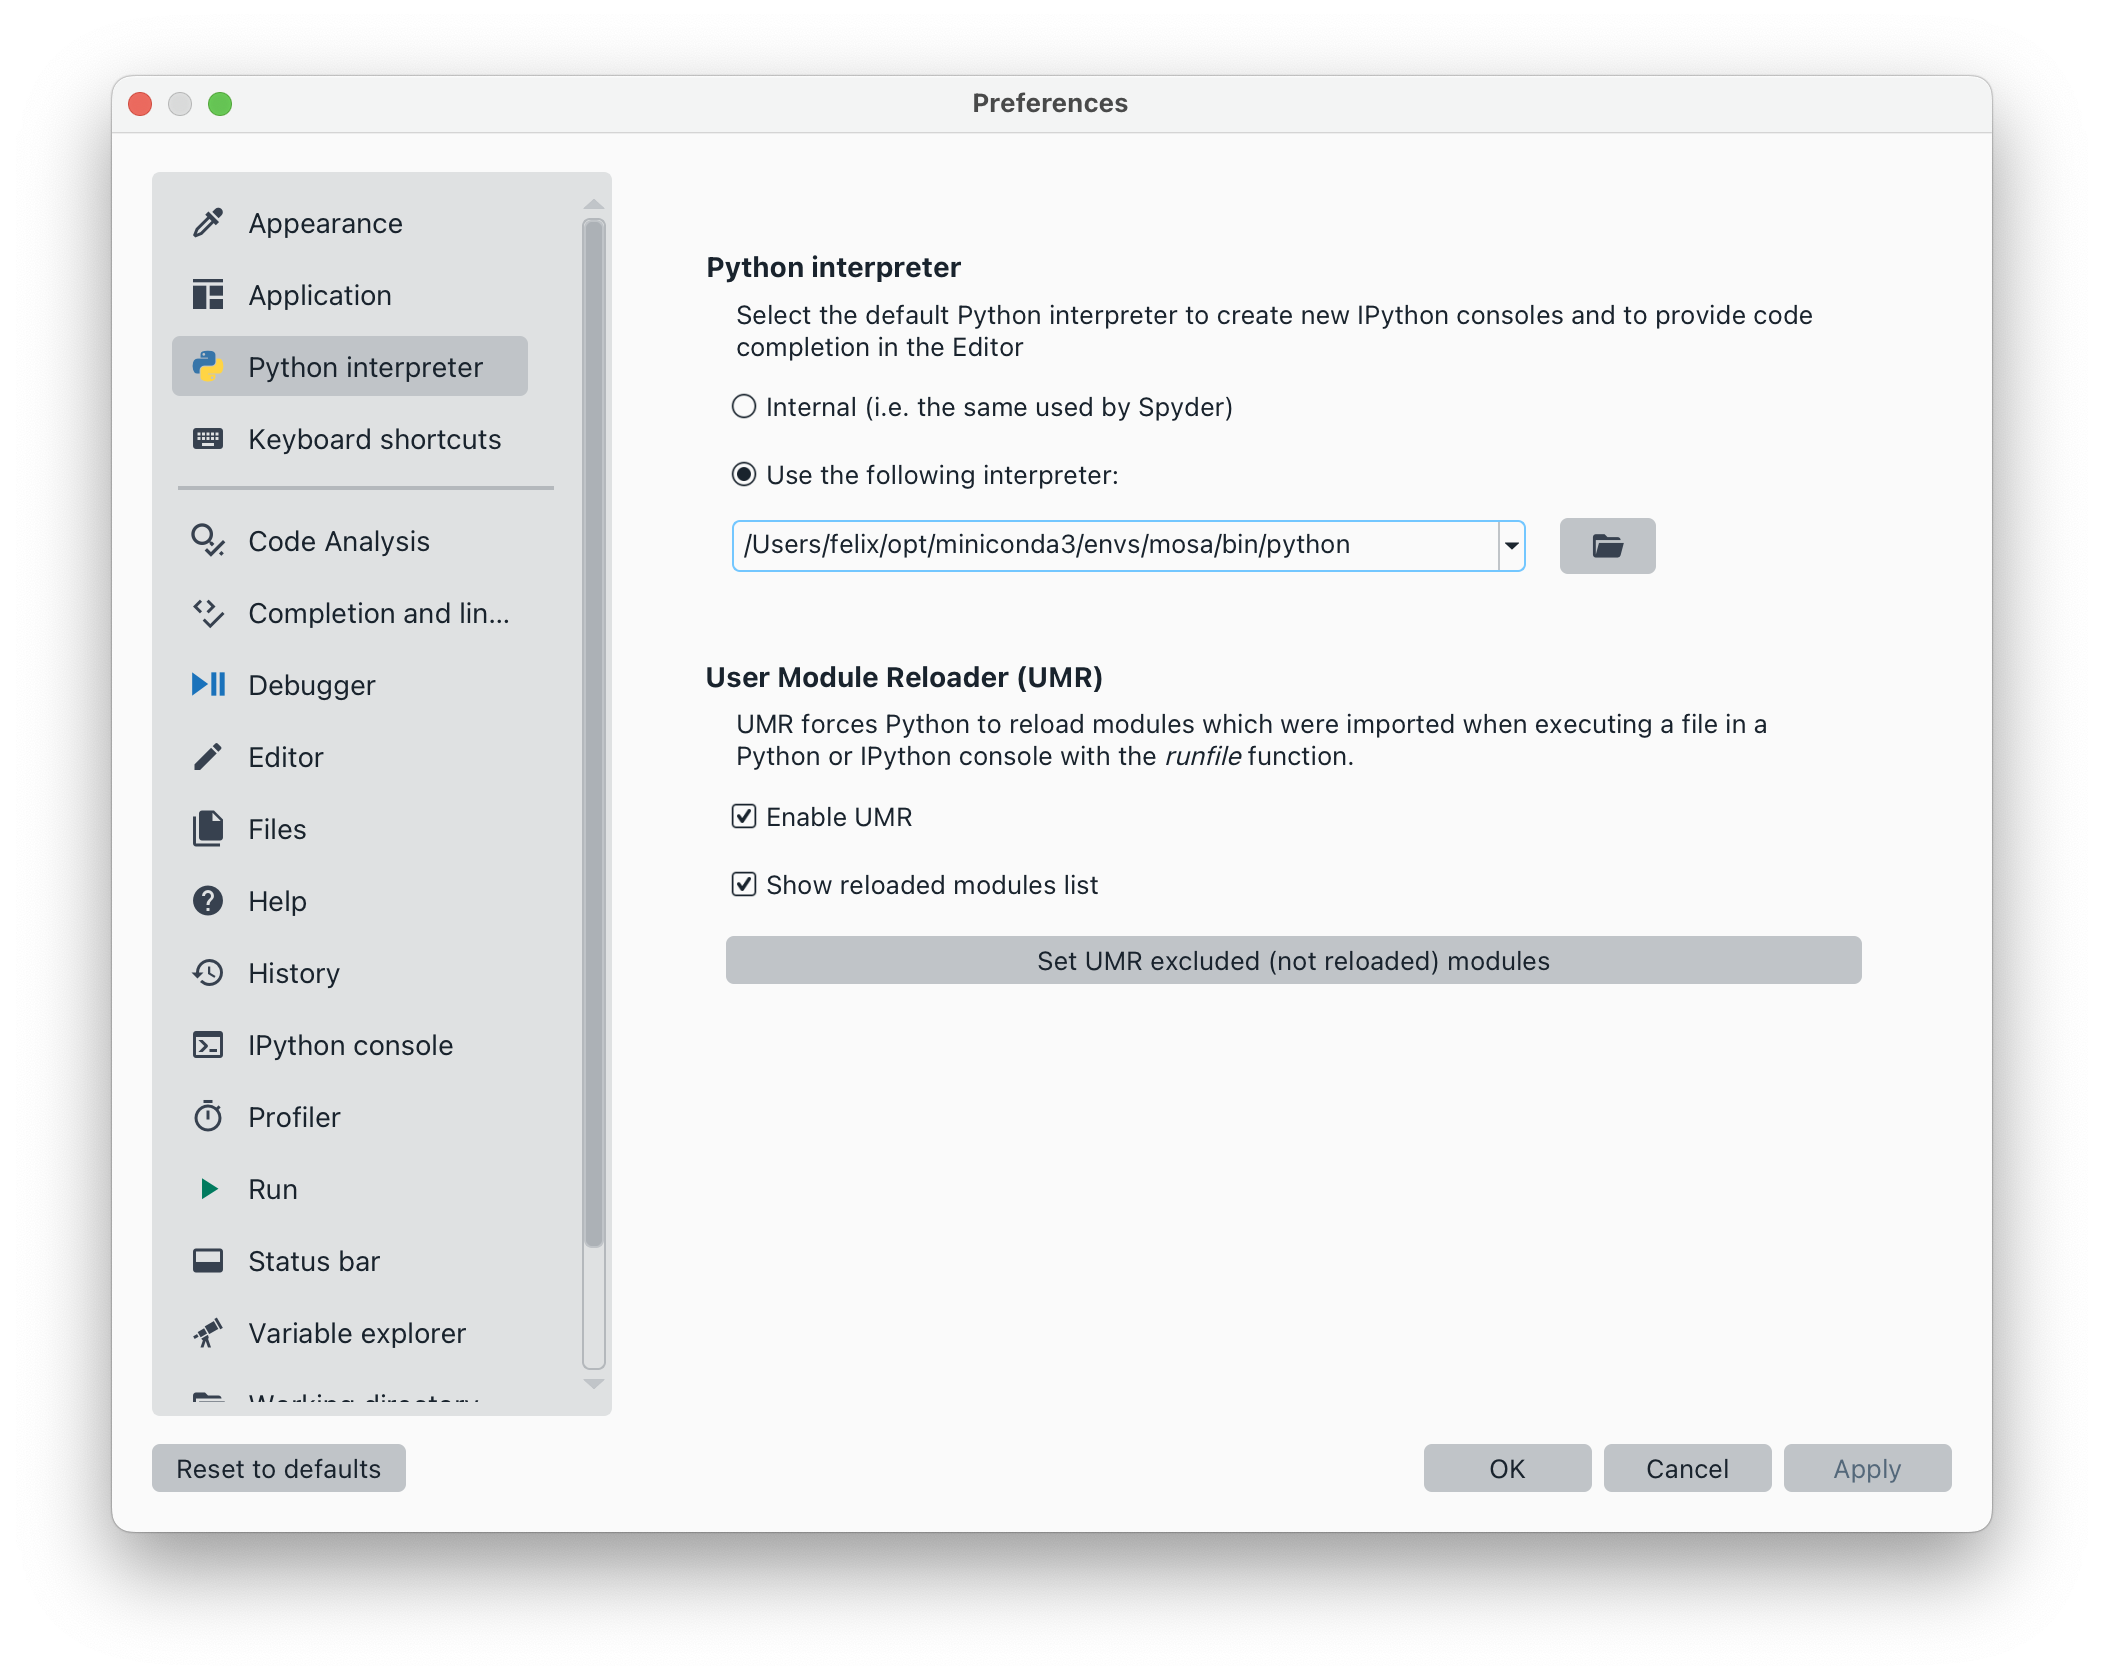 Preferences
Appearance
Application
Python interpreter
Keyboard shortcuts
Code Analysis
Completion and lin...
Debugger
Editor
Files
Help
History
IPython console
Profiler
Run
Status bar
Variable explorer
Working directory
Python interpreter
Select the default Python interpreter to create new IPython consoles and to provide code
completion in the Editor
Internal (i.e. the same used by Spyder)
Use the following interpreter:
/Users/felix/opt/miniconda3/envs/mosa/bin/python
User Module Reloader (UMR)
UMR forces Python to reload modules which were imported when executing a file in a
Python or IPython console with the runfile function.
Enable UMR
Show reloaded modules list
Set UMR excluded (not reloaded) modules
Reset to defaults
OK
Cancel
Apply